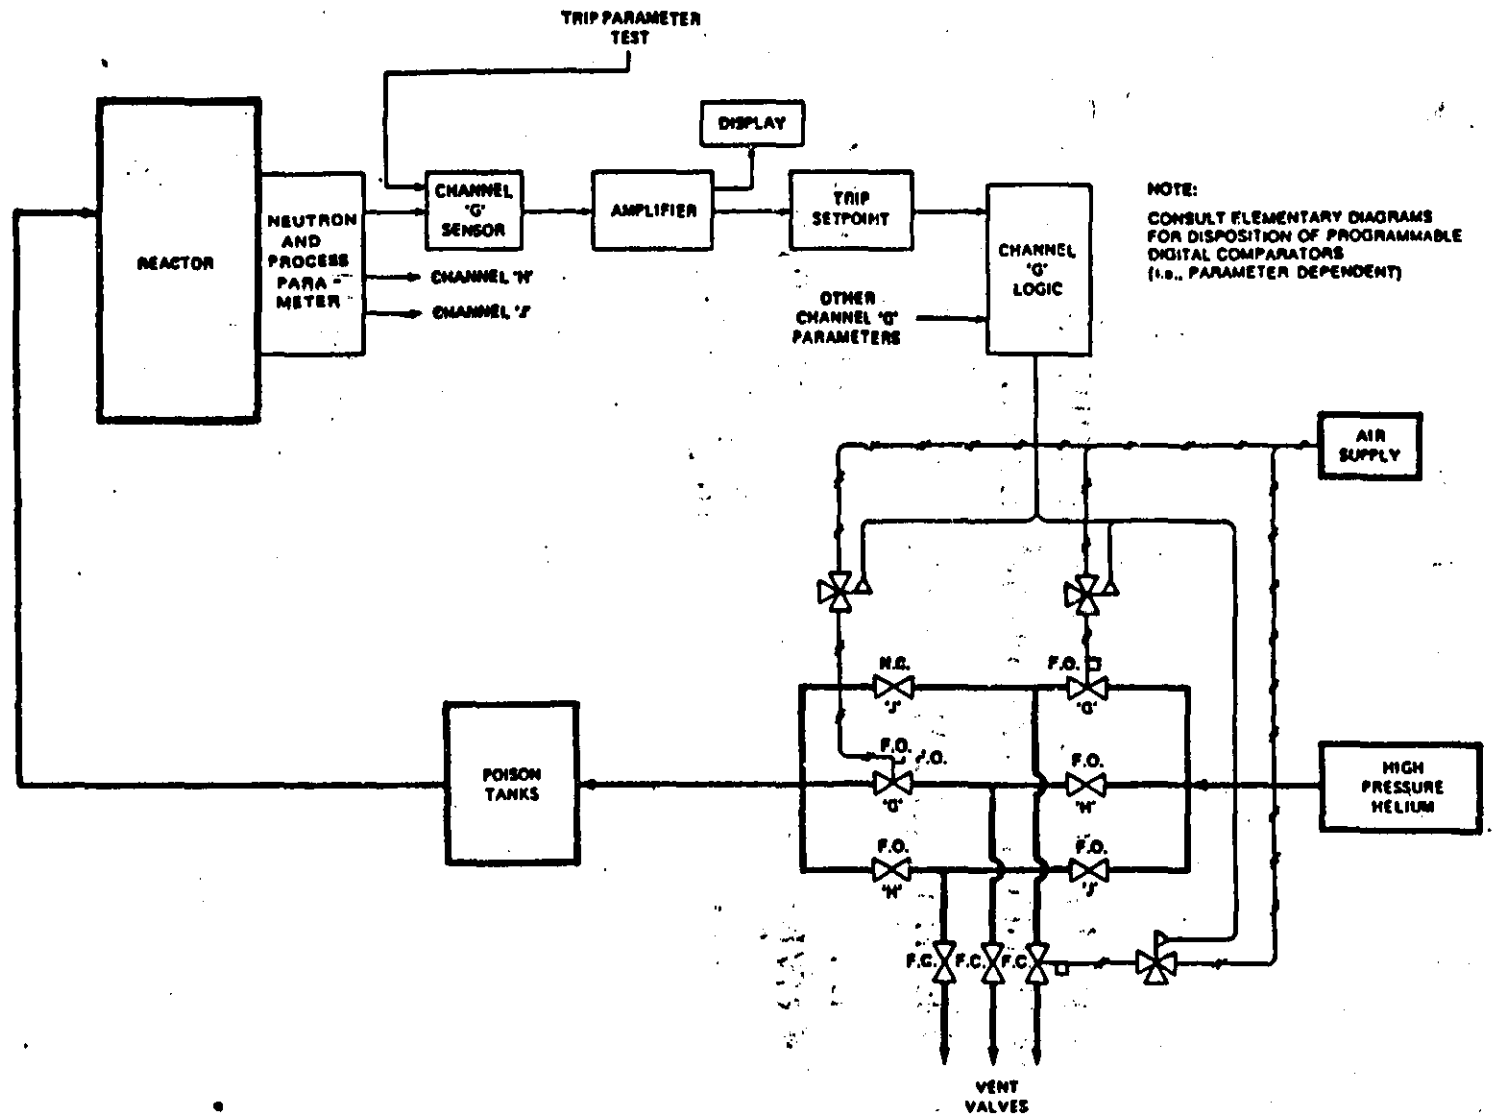 TRIP PARAMETER
TEST
DISPLAY
REACTOR
NEUTRON
AND
PROCESS
PARA-
METER
CHANNEL
'G'
SENSOR
AMPLIFIER
TRIP
SETPOINT
CHANNEL 'H'
CHANNEL 'J'
CHANNEL
'G'
LOGIC
OTHER
CHANNEL 'G'
PARAMETERS
NOTE:
CONSULT ELEMENTARY DIAGRAMS
FOR DISPOSITION OF PROGRAMMABLE
DIGITAL COMPARATORS
(i.e., PARAMETER DEPENDENT)
AIR
SUPPLY
F.O.
'J'
'G'
F.O.
F.O.
'G'
'H'
F.O.
F.O.
'H'
'J'
POISON
TANKS
HIGH
PRESSURE
HELIUM
F.C.
F.C.
F.C.
VENT
VALVES